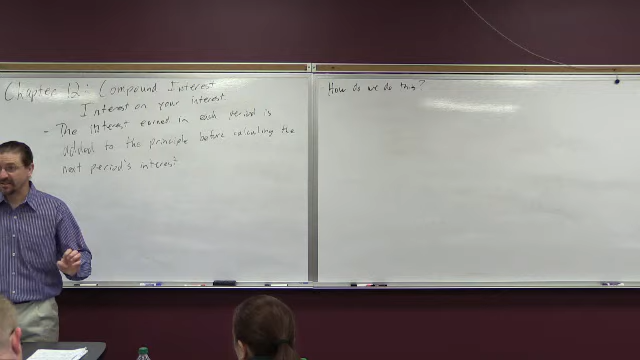 Chapter 12: Compound Interest
Interest on your interest
- The interest earned in each period is
added to the principle before calculating the
next period's interest
How do we do this?